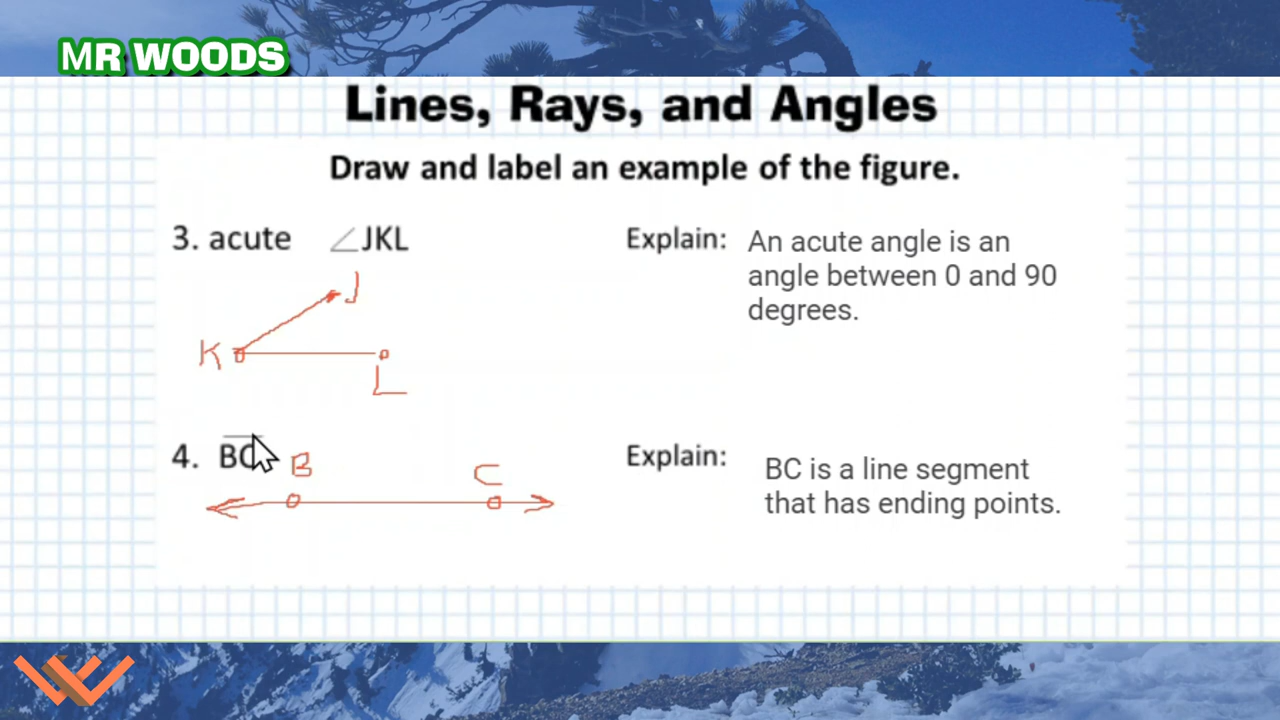 MR WOODS
Lines, Rays, and Angles
Draw and label an example of the figure.
3. acute ∠JKL
Explain: An acute angle is an
angle between 0 and 90
degrees.
J
K
L
4. BC
Explain: BC is a line segment
that has ending points.
B
C